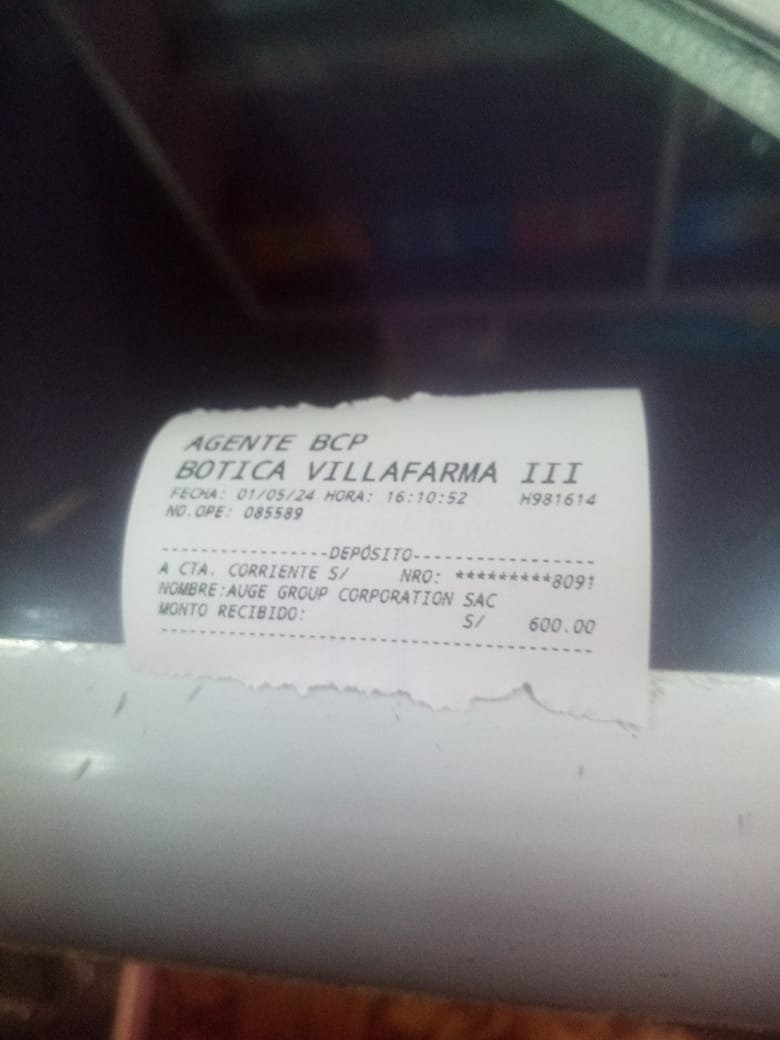 AGENTE BCP
BOTICA VILLAFARMA III
FECHA: 01/05/24 HORA: 16:10:52 H981614
NO.OPE: 085589
--------------------DEPÓSITO--------------------
A CTA. CORRIENTE S/ NRO: *********8091
NOMBRE:AUGE GROUP CORPORATION SAC
MONTO RECIBIDO: S/ 600.00